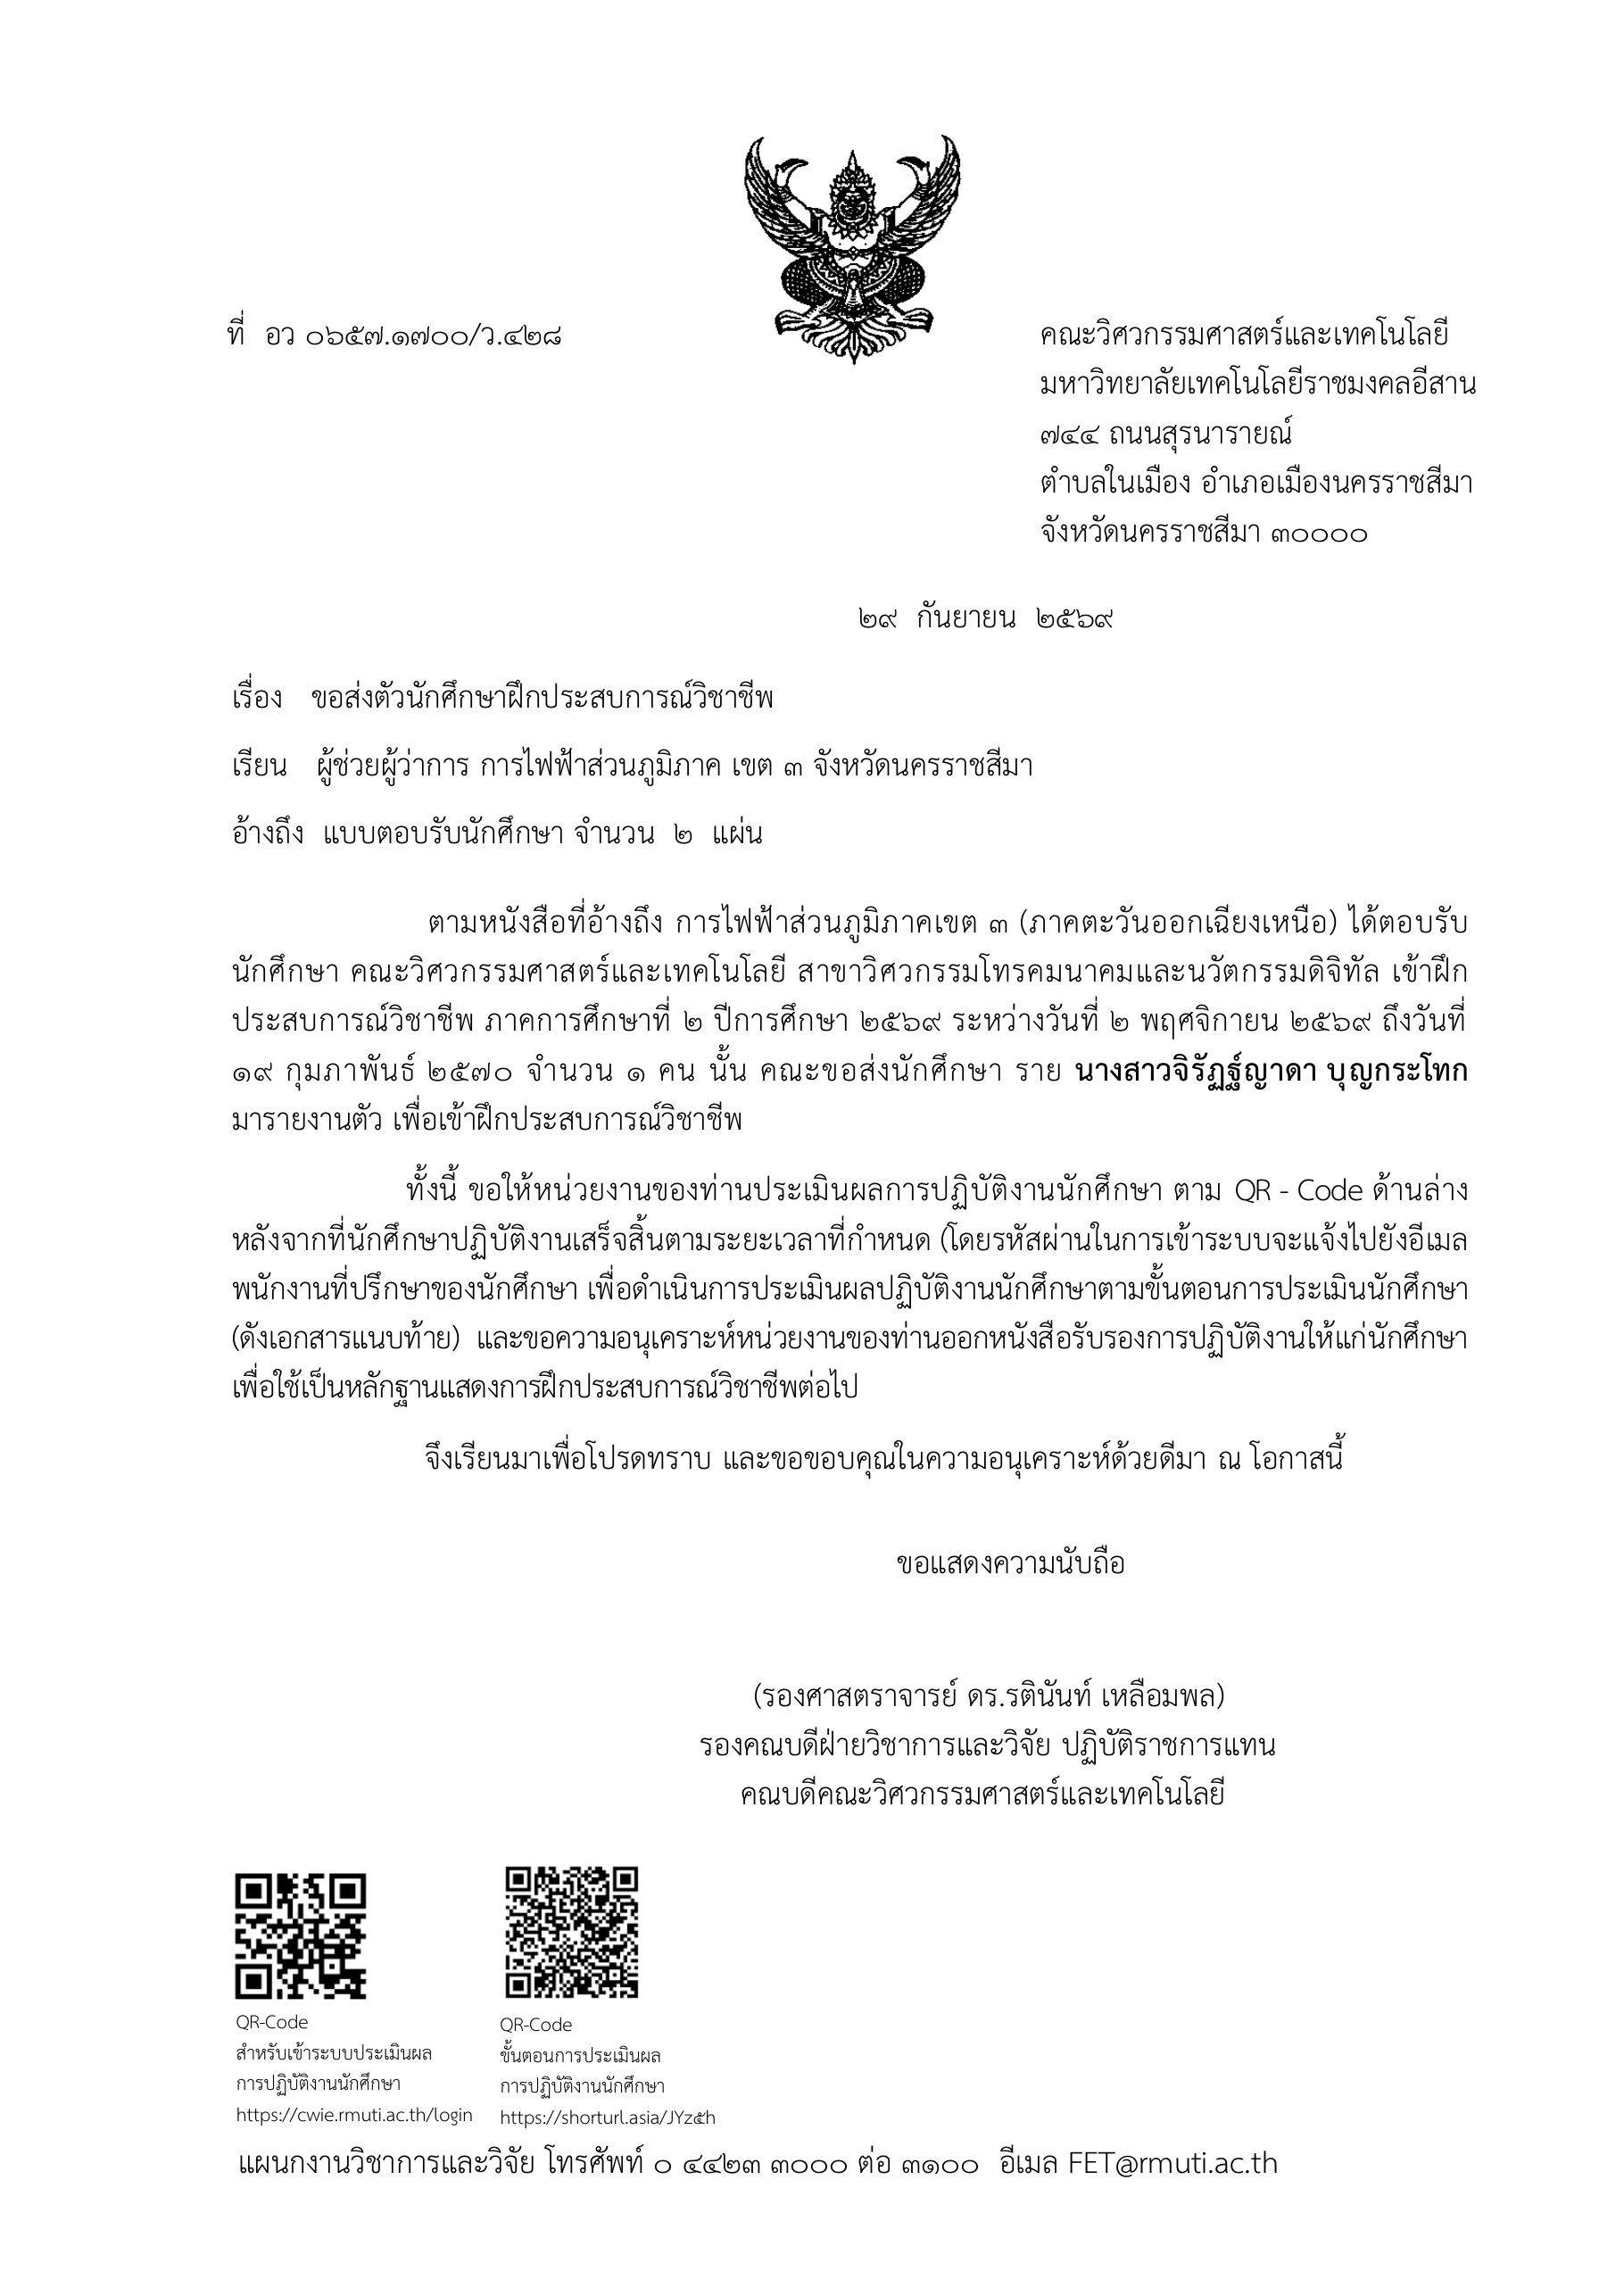 ที่ อว ๐๖๕๗.๑๗๐๐/ว.๔๒๘
คณะวิศวกรรมศาสตร์และเทคโนโลยี
มหาวิทยาลัยเทคโนโลยีราชมงคลอีสาน
๗๔๔ ถนนสุรนารายณ์
ตำบลในเมือง อำเภอเมืองนครราชสีมา
จังหวัดนครราชสีมา ๓๐๐๐๐
๒๙ กันยายน ๒๕๖๙
เรื่อง ขอส่งตัวนักศึกษาฝึกประสบการณ์วิชาชีพ
เรียน ผู้ช่วยผู้ว่าการ การไฟฟ้าส่วนภูมิภาค เขต ๓ จังหวัดนครราชสีมา
อ้างถึง แบบตอบรับนักศึกษา จำนวน ๒ แผ่น
ตามหนังสือที่อ้างถึง การไฟฟ้าส่วนภูมิภาคเขต ๓ (ภาคตะวันออกเฉียงเหนือ) ได้ตอบรับ
นักศึกษา คณะวิศวกรรมศาสตร์และเทคโนโลยี สาขาวิศวกรรมโทรคมนาคมและนวัตกรรมดิจิทัล เข้าฝึก
ประสบการณ์วิชาชีพ ภาคการศึกษาที่ ๒ ปีการศึกษา ๒๕๖๙ ระหว่างวันที่ ๒ พฤศจิกายน ๒๕๖๙ ถึงวันที่
๑๙ กุมภาพันธ์ ๒๕๗๐ จำนวน ๑ คน นั้น คณะขอส่งนักศึกษา ราย นางสาวจิรัฏฐ์ญาดา บุญกระโทก
มารายงานตัว เพื่อเข้าฝึกประสบการณ์วิชาชีพ
ทั้งนี้ ขอให้หน่วยงานของท่านประเมินผลการปฏิบัติงานนักศึกษา ตาม QR - Code ด้านล่าง
หลังจากที่นักศึกษาปฏิบัติงานเสร็จสิ้นตามระยะเวลาที่กำหนด (โดยรหัสผ่านในการเข้าระบบจะแจ้งไปยังอีเมล
พนักงานที่ปรึกษาของนักศึกษา เพื่อดำเนินการประเมินผลปฏิบัติงานนักศึกษาตามขั้นตอนการประเมินนักศึกษา
(ดังเอกสารแนบท้าย) และขอความอนุเคราะห์หน่วยงานของท่านออกหนังสือรับรองการปฏิบัติงานให้แก่นักศึกษา
เพื่อใช้เป็นหลักฐานแสดงการฝึกประสบการณ์วิชาชีพต่อไป
จึงเรียนมาเพื่อโปรดทราบ และขอขอบคุณในความอนุเคราะห์ด้วยดีมา ณ โอกาสนี้
ขอแสดงความนับถือ
(รองศาสตราจารย์ ดร.รตินันท์ เหลือมพล)
รองคณบดีฝ่ายวิชาการและวิจัย ปฏิบัติราชการแทน
คณบดีคณะวิศวกรรมศาสตร์และเทคโนโลยี
QR-Code
สำหรับเข้าระบบประเมินผล
การปฏิบัติงานนักศึกษา
https://cwie.rmuti.ac.th/login
QR-Code
ขั้นตอนการประเมินผล
การปฏิบัติงานนักศึกษา
https://shorturl.asia/JYz๕h
แผนกงานวิชาการและวิจัย โทรศัพท์ ๐ ๔๔๒๓ ๓๐๐๐ ต่อ ๓๑๐๐ อีเมล FET@rmuti.ac.th